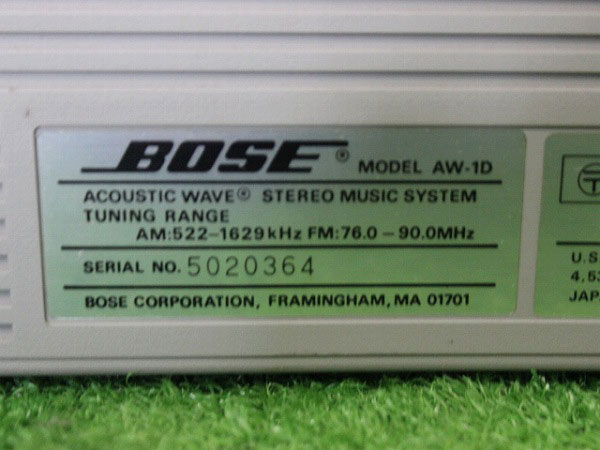 BOSE® MODEL AW-1D
ACOUSTIC WAVE® STEREO MUSIC SYSTEM
TUNING RANGE
AM:522-1629kHz FM:76.0-90.0MHz
SERIAL NO. 5020364
BOSE CORPORATION, FRAMINGHAM, MA 01701
U.S
4,53
JAP